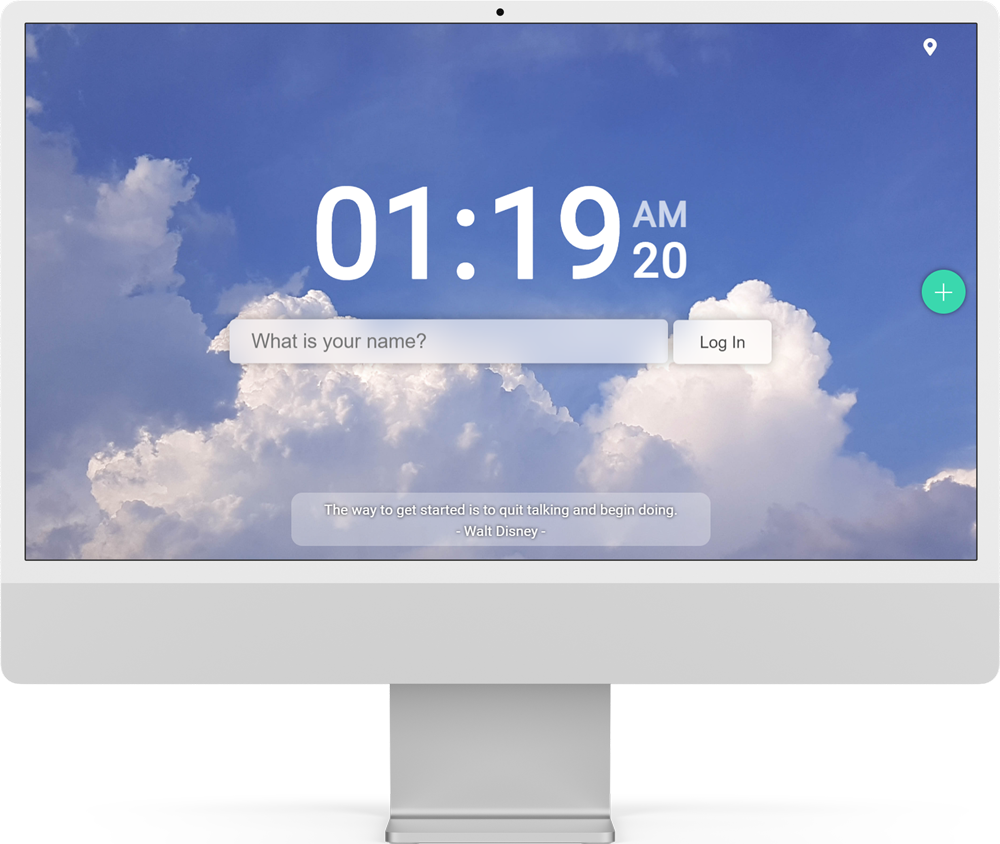 01:19 AM
20
What is your name?
Log In
The way to get started is to quit talking and begin doing.
- Walt Disney -